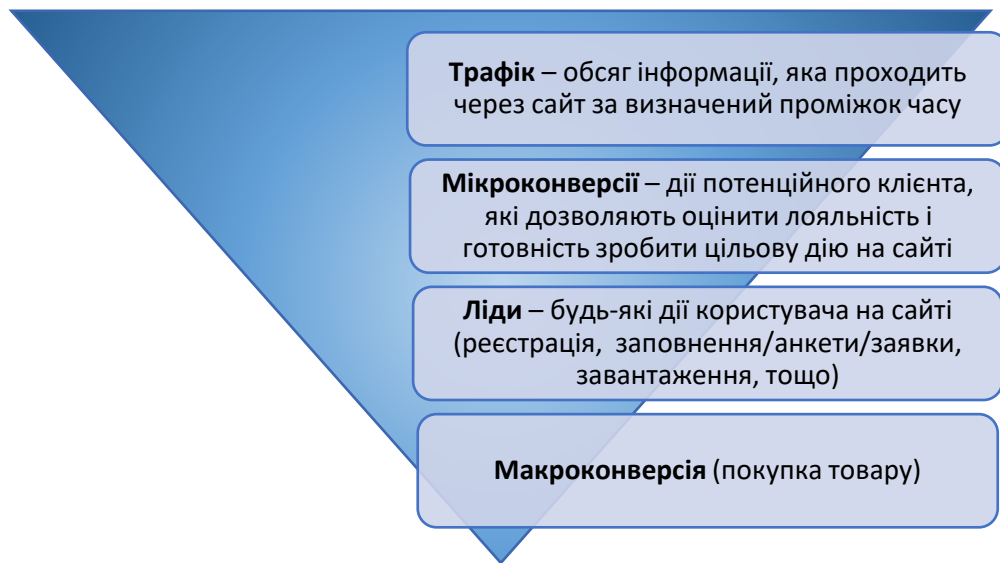 Трафік – обсяг інформації, яка проходить
через сайт за визначений проміжок часу
Мікроконверсії – дії потенційного клієнта,
які дозволяють оцінити лояльність і
готовність зробити цільову дію на сайті
Ліди – будь-які дії користувача на сайті
(реєстрація, заповнення/анкети/заявки,
завантаження, тощо)
Макроконверсія (покупка товару)